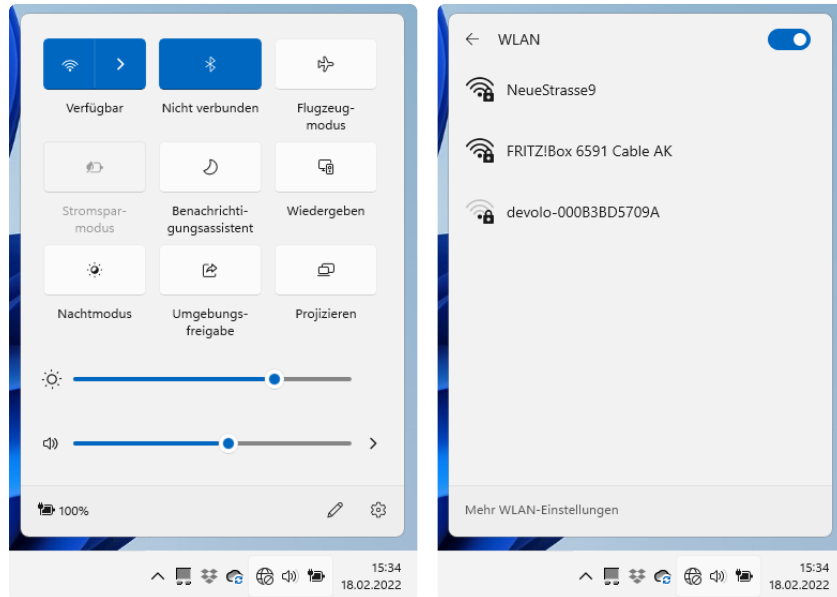 Verfügbar
Nicht verbunden
Flugzeug-
modus
Stromspar-
modus
Benachrichti-
gungsassistent
Wiedergeben
Nachtmodus
Umgebungs-
freigabe
Projizieren
100%
15:34
18.02.2022
WLAN
NeueStrasse9
FRITZ!Box 6591 Cable AK
devolo-000B3BD5709A
Mehr WLAN-Einstellungen
15:34
18.02.2022